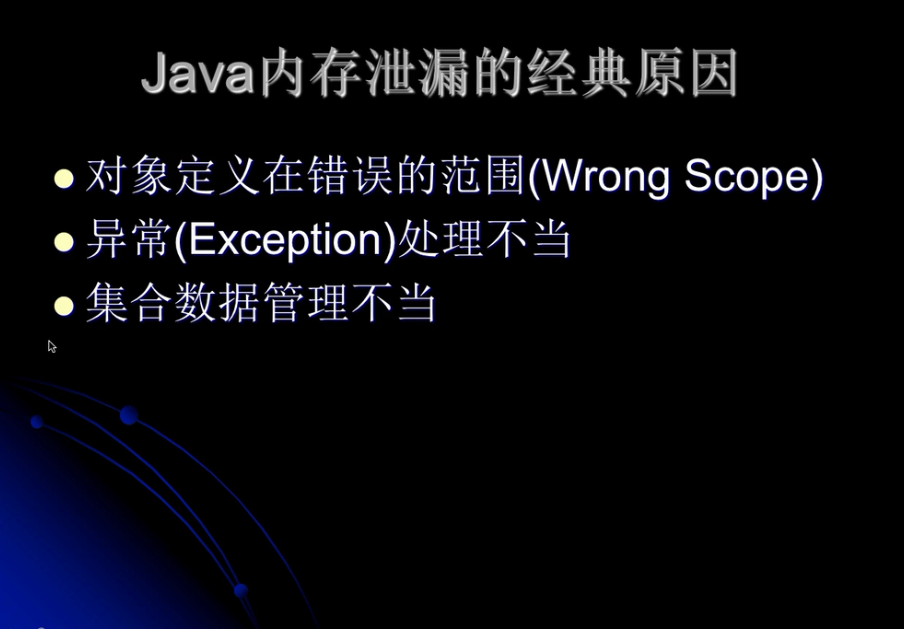 Java内存泄漏的经典原因
对象定义在错误的范围(Wrong Scope)
异常(Exception)处理不当
集合数据管理不当